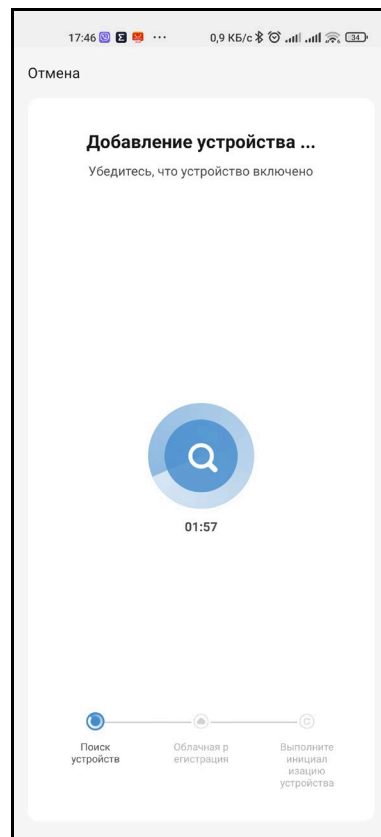 17:46 ... 0,9 КБ/с 34
Отмена
Добавление устройства ...
Убедитесь, что устройство включено
01:57
Поиск
устройств
Облачная р
егистрация
Выполните
инициал
изацию
устройства